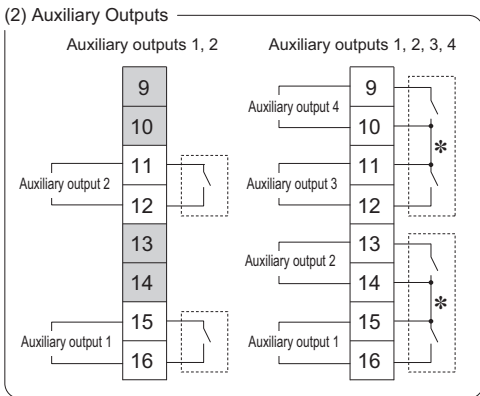 (2) Auxiliary Outputs
Auxiliary outputs 1, 2
9
10
11
12
13
14
15
16
Auxiliary output 2
Auxiliary output 1
Auxiliary outputs 1, 2, 3, 4
9
10
11
12
13
14
15
16
Auxiliary output 4
Auxiliary output 3
Auxiliary output 2
Auxiliary output 1
*
*